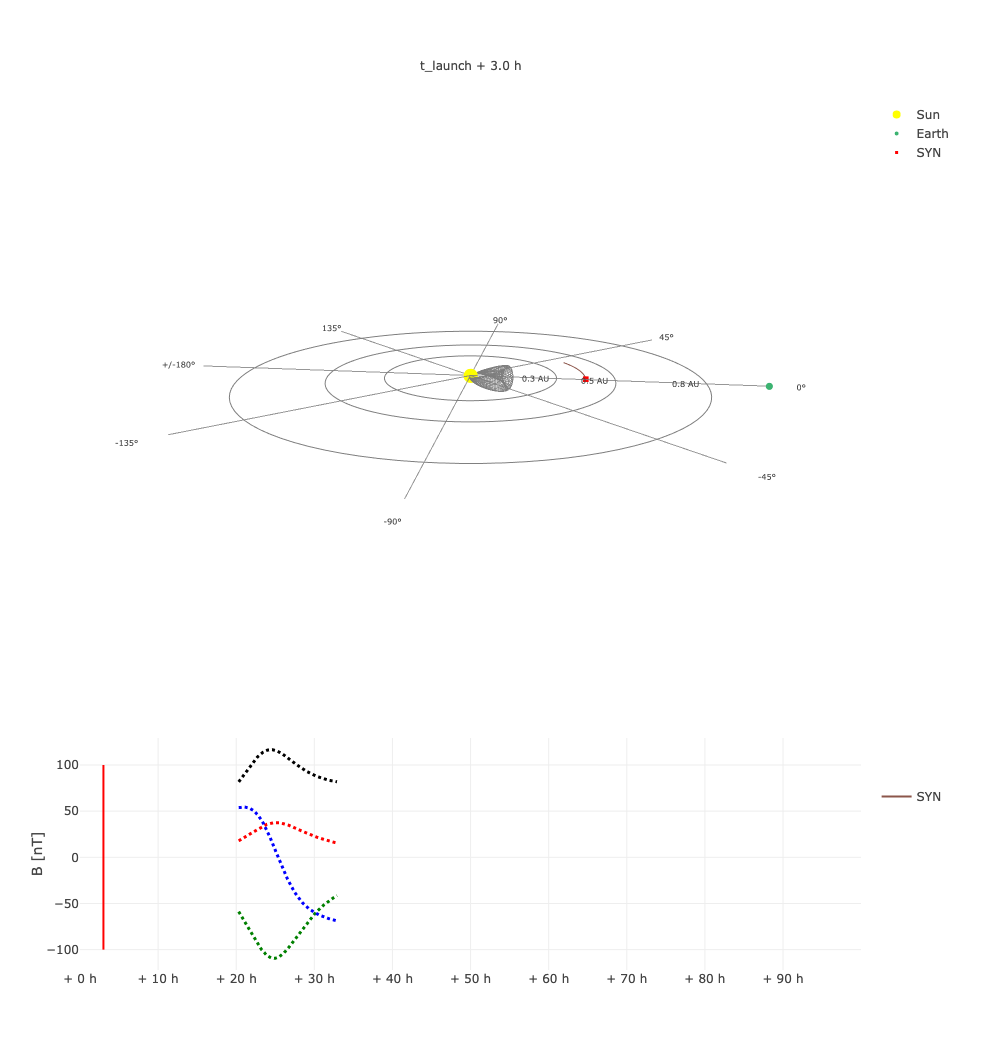 t_launch + 3.0 h
Sun
Earth
SYN
90°
135°
45°
+/-180°
0.3 AU
0.5 AU
0.8 AU
0°
-135°
-45°
-90°
B [nT]
100
50
0
−50
−100
+ 0 h
+ 10 h
+ 20 h
+ 30 h
+ 40 h
+ 50 h
+ 60 h
+ 70 h
+ 80 h
+ 90 h
SYN